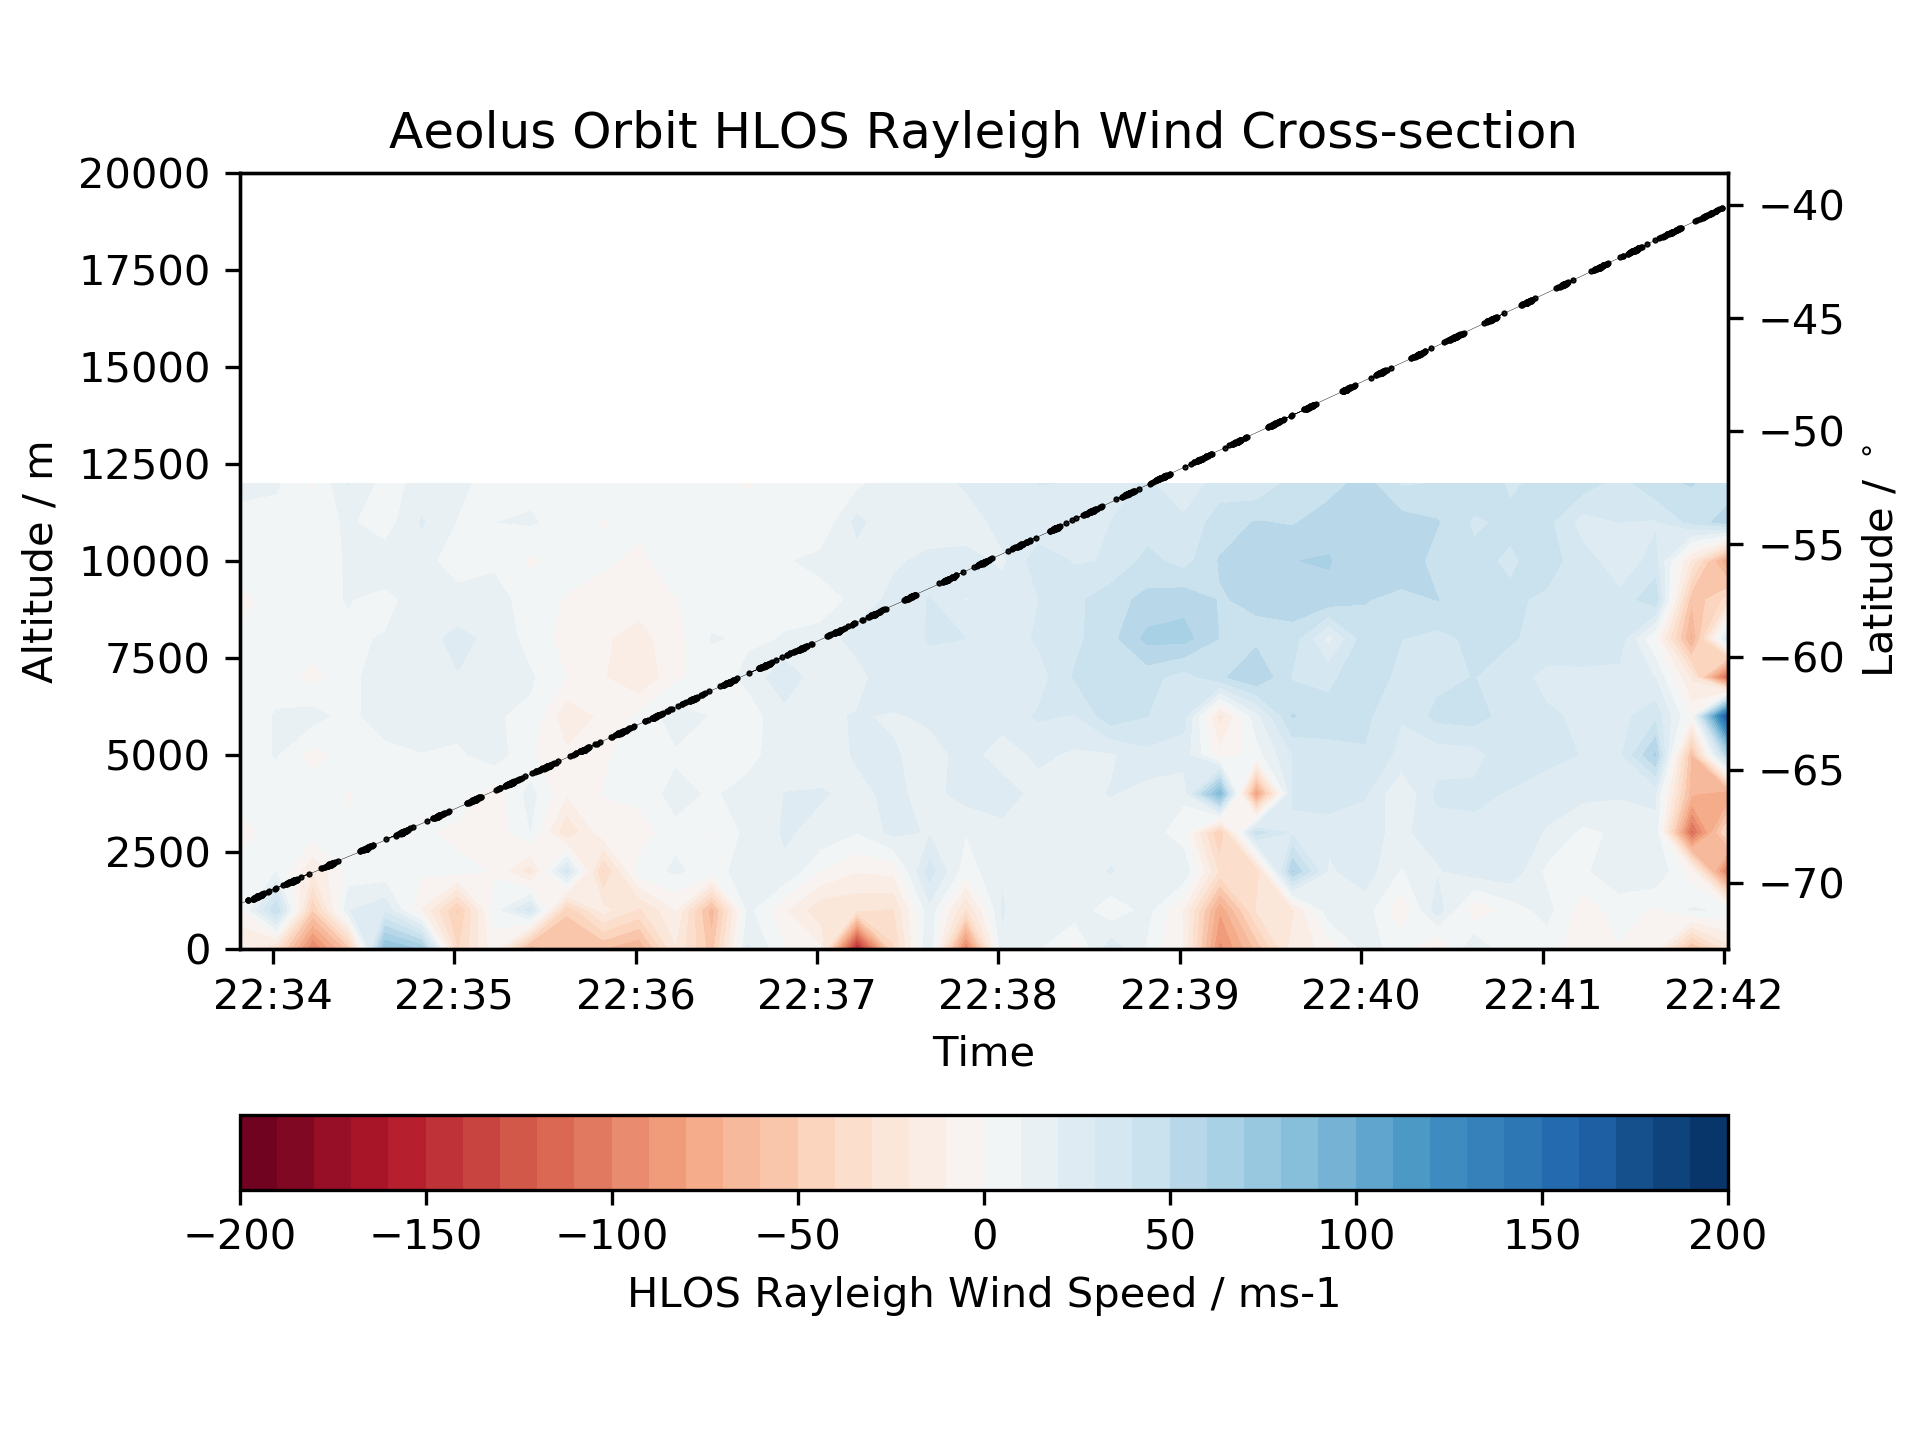 Aeolus Orbit HLOS Rayleigh Wind Cross-section
20000
17500
15000
12500
10000
7500
5000
2500
0
Altitude / m
−40
−45
−50
−55
−60
−65
−70
Latitude / °
22:34 22:35 22:36 22:37 22:38 22:39 22:40 22:41 22:42
Time
−200 −150 −100 −50 0 50 100 150 200
HLOS Rayleigh Wind Speed / ms-1